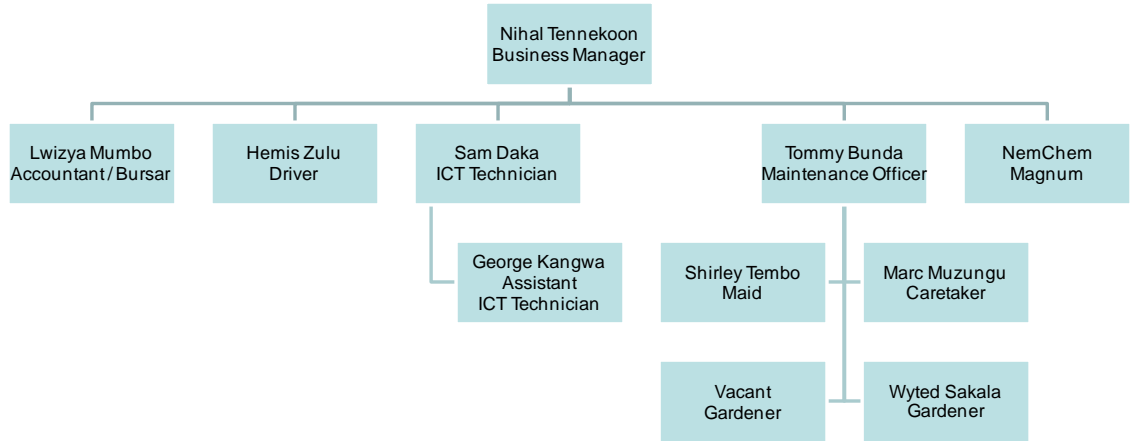 Nihal Tennekoon
Business Manager
Lwizya Mumbo
Accountant / Bursar
Hemis Zulu
Driver
Sam Daka
ICT Technician
Tommy Bunda
Maintenance Officer
NemChem
Magnum
George Kangwa
Assistant
ICT Technician
Shirley Tembo
Maid
Marc Muzungu
Caretaker
Vacant
Gardener
Wyted Sakala
Gardener